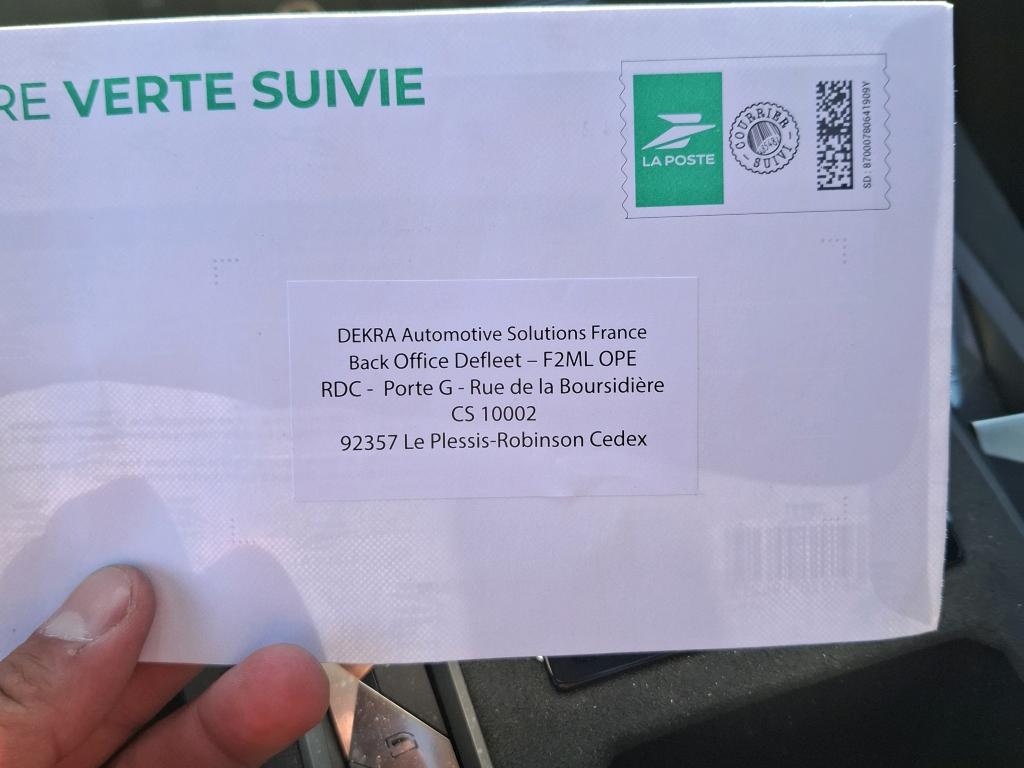 RE VERTE SUIVIE
LA POSTE
COURRIER
SUIVI
SD : 87000780641909Y
DEKRA Automotive Solutions France
Back Office Defleet – F2ML OPE
RDC - Porte G - Rue de la Boursidière
CS 10002
92357 Le Plessis-Robinson Cedex